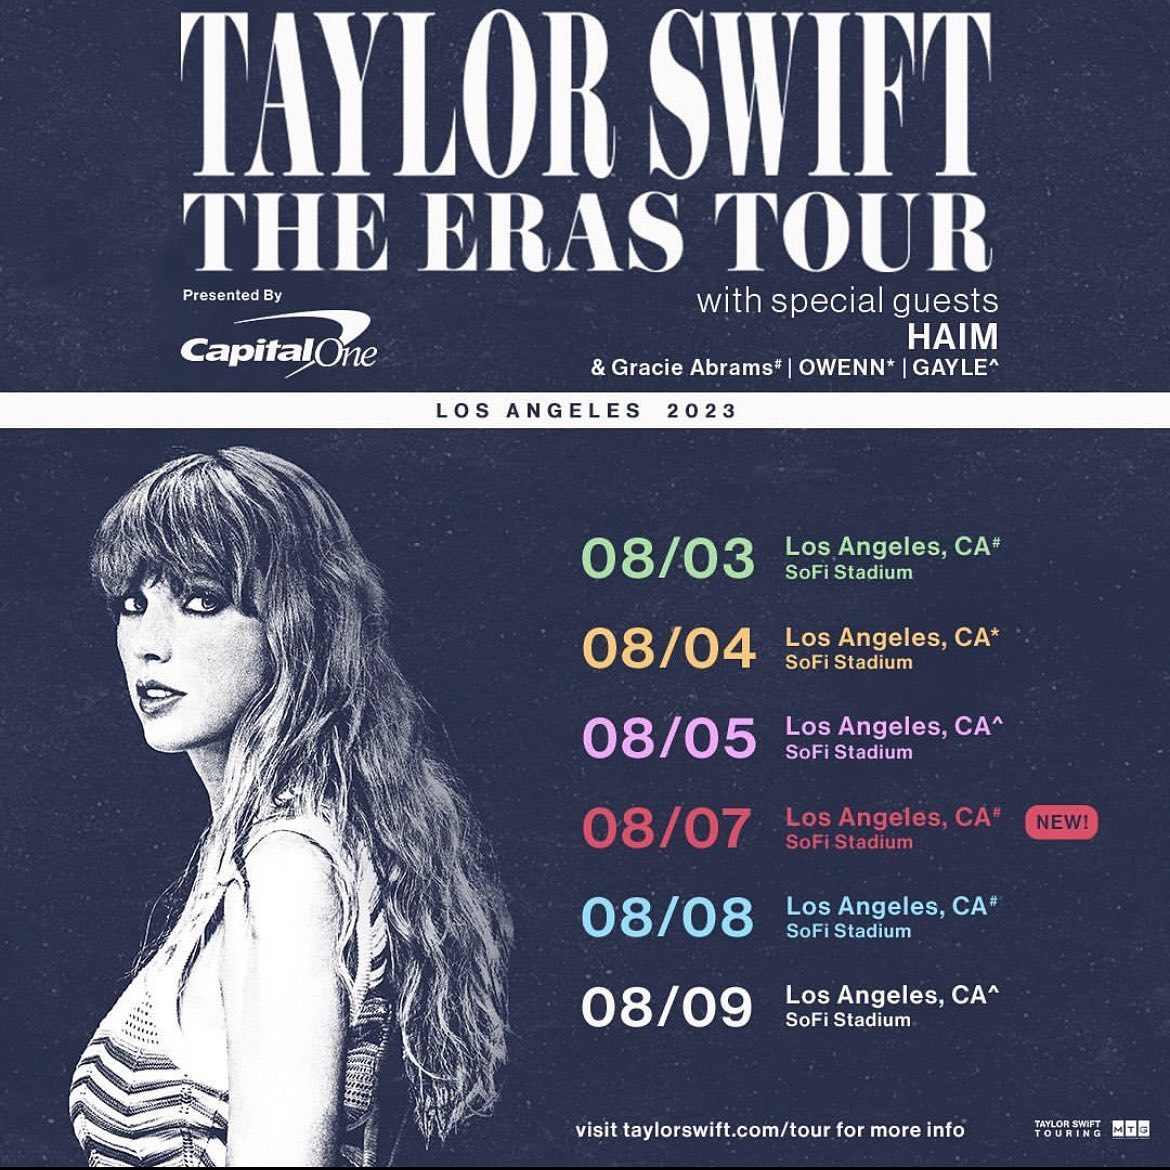 TAYLOR SWIFT
THE ERAS TOUR
Presented By
CapitalOne
with special guests
HAIM
& Gracie Abrams# | OWENN* | GAYLE^
LOS ANGELES 2023
08/03 Los Angeles, CA#
SoFi Stadium
08/04 Los Angeles, CA*
SoFi Stadium
08/05 Los Angeles, CA^
SoFi Stadium
08/07 Los Angeles, CA# NEW!
SoFi Stadium
08/08 Los Angeles, CA#
SoFi Stadium
08/09 Los Angeles, CA^
SoFi Stadium
visit taylorswift.com/tour for more info
TAYLOR SWIFT
TOURING
MTG